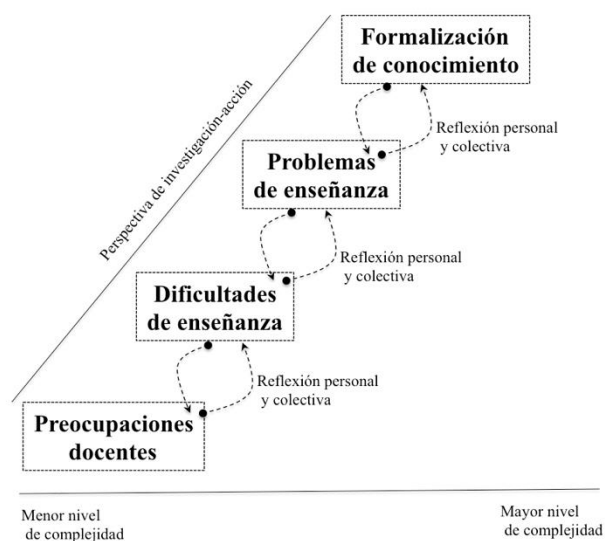 Formalización
de conocimiento
Reflexión personal
y colectiva
Perspectiva de investigación-acción
Problemas
de enseñanza
Reflexión personal
y colectiva
Dificultades
de enseñanza
Reflexión personal
y colectiva
Preocupaciones
docentes
Menor nivel
de complejidad
Mayor nivel
de complejidad